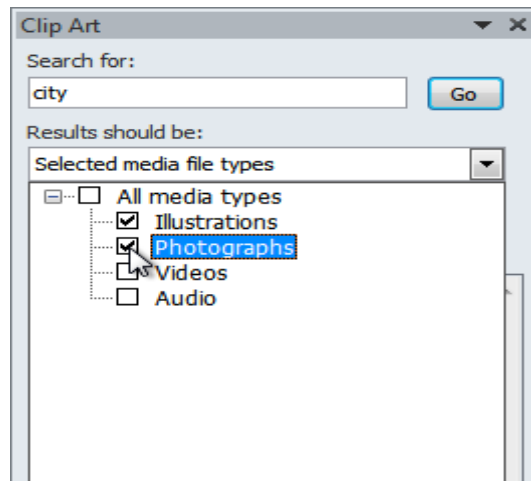 Clip Art
Search for:
city
Go
Results should be:
Selected media file types
All media types
Illustrations
Photographs
Videos
Audio